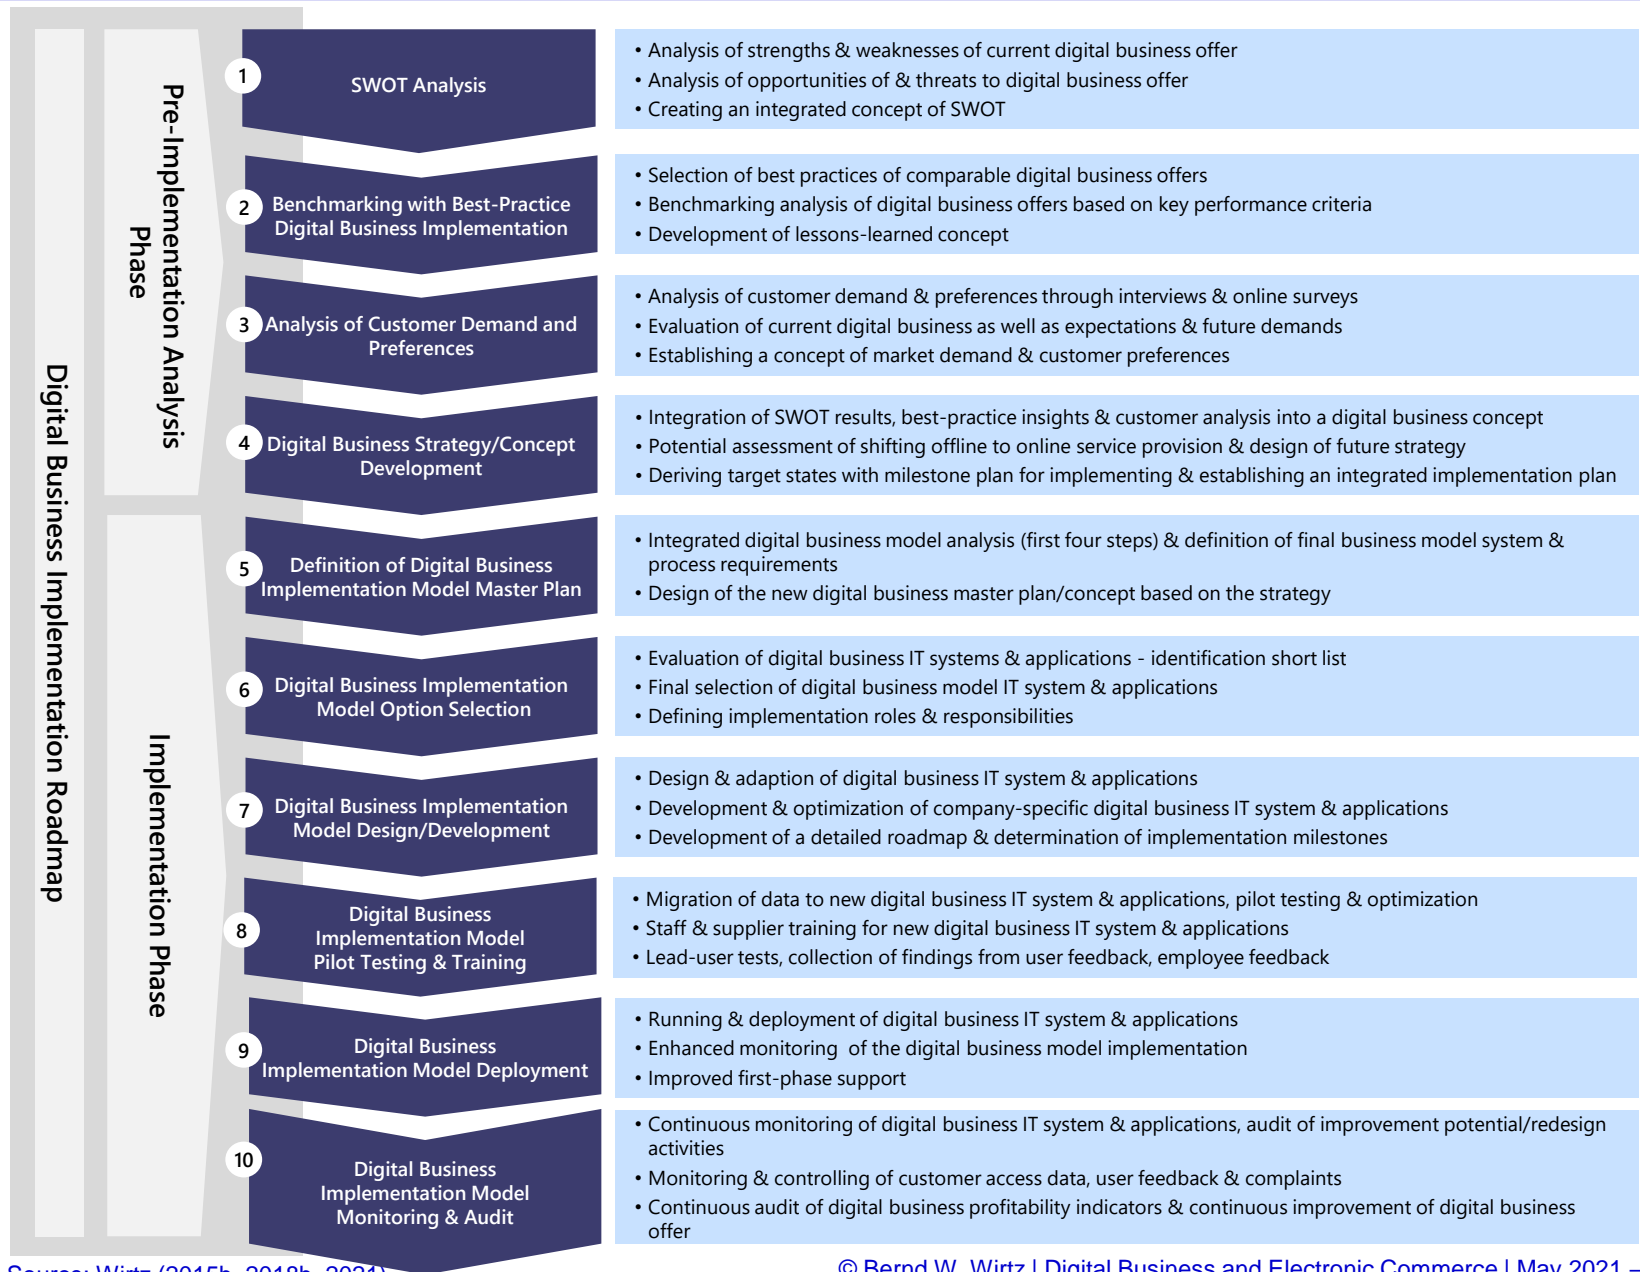 Digital Business Implementation Roadmap
Pre-Implementation Analysis
Phase
Implementation Phase
1
SWOT Analysis
• Analysis of strengths & weaknesses of current digital business offer
• Analysis of opportunities of & threats to digital business offer
• Creating an integrated concept of SWOT
2
Benchmarking with Best-Practice
Digital Business Implementation
• Selection of best practices of comparable digital business offers
• Benchmarking analysis of digital business offers based on key performance criteria
• Development of lessons-learned concept
3
Analysis of Customer Demand and
Preferences
• Analysis of customer demand & preferences through interviews & online surveys
• Evaluation of current digital business as well as expectations & future demands
• Establishing a concept of market demand & customer preferences
4
Digital Business Strategy/Concept
Development
• Integration of SWOT results, best-practice insights & customer analysis into a digital business concept
• Potential assessment of shifting offline to online service provision & design of future strategy
• Deriving target states with milestone plan for implementing & establishing an integrated implementation plan
5
Definition of Digital Business
Implementation Model Master Plan
• Integrated digital business model analysis (first four steps) & definition of final business model system &
process requirements
• Design of the new digital business master plan/concept based on the strategy
6
Digital Business Implementation
Model Option Selection
• Evaluation of digital business IT systems & applications - identification short list
• Final selection of digital business model IT system & applications
• Defining implementation roles & responsibilities
7
Digital Business Implementation
Model Design/Development
• Design & adaption of digital business IT system & applications
• Development & optimization of company-specific digital business IT system & applications
• Development of a detailed roadmap & determination of implementation milestones
8
Digital Business
Implementation Model
Pilot Testing & Training
• Migration of data to new digital business IT system & applications, pilot testing & optimization
• Staff & supplier training for new digital business IT system & applications
• Lead-user tests, collection of findings from user feedback, employee feedback
9
Digital Business
Implementation Model Deployment
• Running & deployment of digital business IT system & applications
• Enhanced monitoring of the digital business model implementation
• Improved first-phase support
10
Digital Business
Implementation Model
Monitoring & Audit
• Continuous monitoring of digital business IT system & applications, audit of improvement potential/redesign
activities
• Monitoring & controlling of customer access data, user feedback & complaints
• Continuous audit of digital business profitability indicators & continuous improvement of digital business
offer
Source: Wirtz (2015b, 2018b, 2021)
© Bernd W. Wirtz | Digital Business and Electronic Commerce | May 2021 –